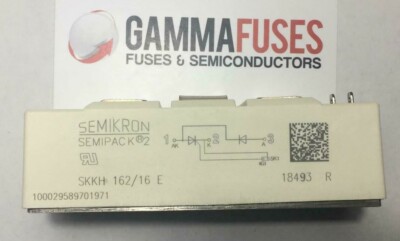 GAMMAFUSES
FUSES & SEMICONDUCTORS
SEMIKRON
SEMIPACK® 2
SKKH 162/16 E
18493 R
100029589701971